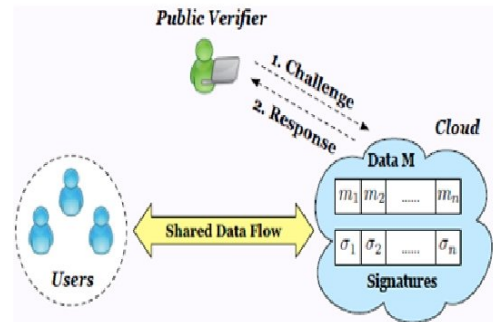 Public Verifier
1. Challenge
2. Response
Cloud
Data M
m₁ m₂ ...... mₙ
σ₁ σ₂ ...... σₙ
Signatures
Shared Data Flow
Users